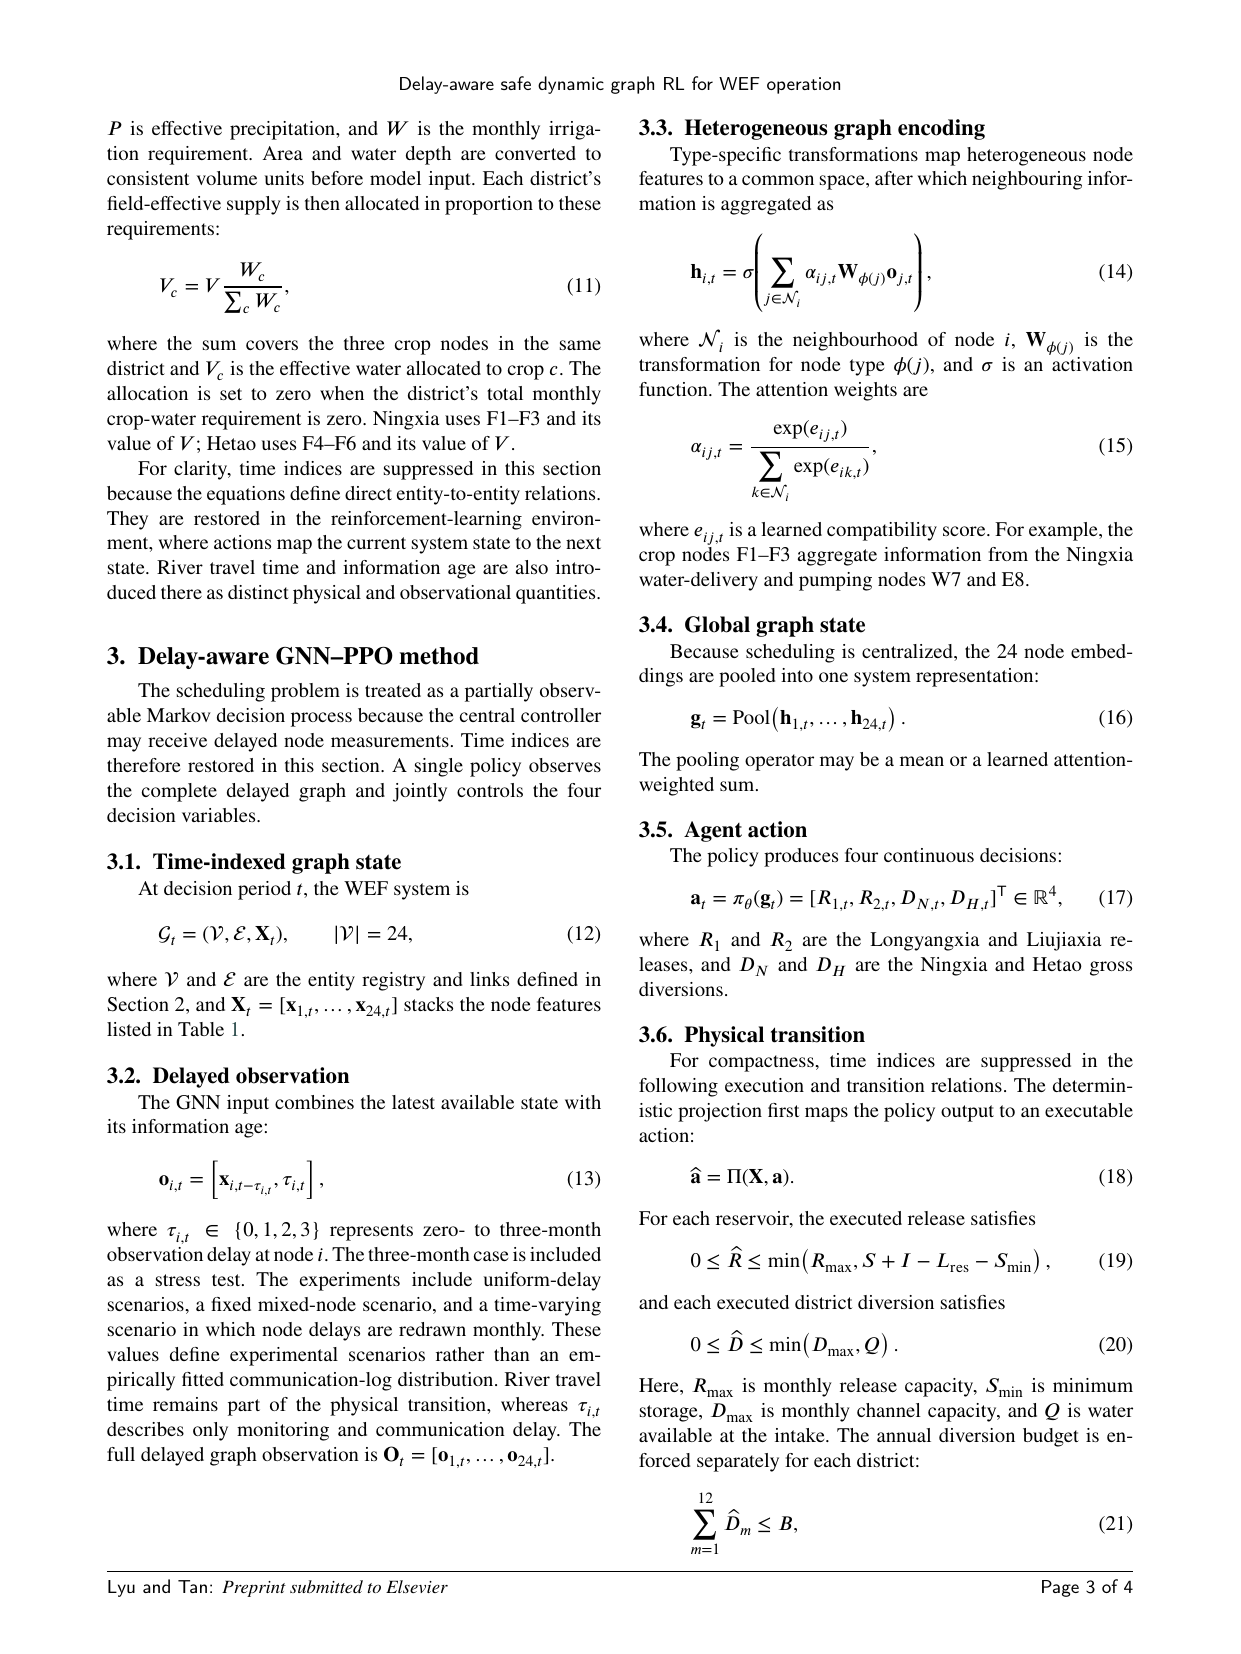 Delay-aware safe dynamic graph RL for WEF operation
P is effective precipitation, and W is the monthly irriga-
tion requirement. Area and water depth are converted to
consistent volume units before model input. Each district's
field-effective supply is then allocated in proportion to these
requirements:
V_c = V W_c / ∑_c W_c, (11)
where the sum covers the three crop nodes in the same
district and V_c is the effective water allocated to crop c. The
allocation is set to zero when the district's total monthly
crop-water requirement is zero. Ningxia uses F1–F3 and its
value of V; Hetao uses F4–F6 and its value of V.
For clarity, time indices are suppressed in this section
because the equations define direct entity-to-entity relations.
They are restored in the reinforcement-learning environ-
ment, where actions map the current system state to the next
state. River travel time and information age are also intro-
duced there as distinct physical and observational quantities.
3. Delay-aware GNN–PPO method
The scheduling problem is treated as a partially observ-
able Markov decision process because the central controller
may receive delayed node measurements. Time indices are
therefore restored in this section. A single policy observes
the complete delayed graph and jointly controls the four
decision variables.
3.1. Time-indexed graph state
At decision period t, the WEF system is
𝒢_t = (𝒱, ℰ, X_t), |𝒱| = 24, (12)
where 𝒱 and ℰ are the entity registry and links defined in
Section 2, and X_t = [x_{1,t}, … , x_{24,t}] stacks the node features
listed in Table 1.
3.2. Delayed observation
The GNN input combines the latest available state with
its information age:
o_{i,t} = [x_{i,t−τ_{i,t}}, τ_{i,t}], (13)
where τ_{i,t} ∈ {0, 1, 2, 3} represents zero- to three-month
observation delay at node i. The three-month case is included
as a stress test. The experiments include uniform-delay
scenarios, a fixed mixed-node scenario, and a time-varying
scenario in which node delays are redrawn monthly. These
values define experimental scenarios rather than an em-
pirically fitted communication-log distribution. River travel
time remains part of the physical transition, whereas τ_{i,t}
describes only monitoring and communication delay. The
full delayed graph observation is O_t = [o_{1,t}, … , o_{24,t}].
3.3. Heterogeneous graph encoding
Type-specific transformations map heterogeneous node
features to a common space, after which neighbouring infor-
mation is aggregated as
h_{i,t} = σ(∑_{j∈𝒩_i} α_{ij,t} W_{ϕ(j)} o_{j,t}), (14)
where 𝒩_i is the neighbourhood of node i, W_{ϕ(j)} is the
transformation for node type ϕ(j), and σ is an activation
function. The attention weights are
α_{ij,t} = exp(e_{ij,t}) / ∑_{k∈𝒩_i} exp(e_{ik,t}), (15)
where e_{ij,t} is a learned compatibility score. For example, the
crop nodes F1–F3 aggregate information from the Ningxia
water-delivery and pumping nodes W7 and E8.
3.4. Global graph state
Because scheduling is centralized, the 24 node embed-
dings are pooled into one system representation:
g_t = Pool(h_{1,t}, … , h_{24,t}) . (16)
The pooling operator may be a mean or a learned attention-
weighted sum.
3.5. Agent action
The policy produces four continuous decisions:
a_t = π_θ(g_t) = [R_{1,t}, R_{2,t}, D_{N,t}, D_{H,t}]^⊤ ∈ ℝ^4, (17)
where R_1 and R_2 are the Longyangxia and Liujiaxia re-
leases, and D_N and D_H are the Ningxia and Hetao gross
diversions.
3.6. Physical transition
For compactness, time indices are suppressed in the
following execution and transition relations. The determin-
istic projection first maps the policy output to an executable
action:
â = Π(X, a). (18)
For each reservoir, the executed release satisfies
0 ≤ R̂ ≤ min(R_max, S + I − L_res − S_min) , (19)
and each executed district diversion satisfies
0 ≤ D̂ ≤ min(D_max, Q) . (20)
Here, R_max is monthly release capacity, S_min is minimum
storage, D_max is monthly channel capacity, and Q is water
available at the intake. The annual diversion budget is en-
forced separately for each district:
∑_{m=1}^{12} D̂_m ≤ B, (21)
Lyu and Tan: Preprint submitted to Elsevier
Page 3 of 4